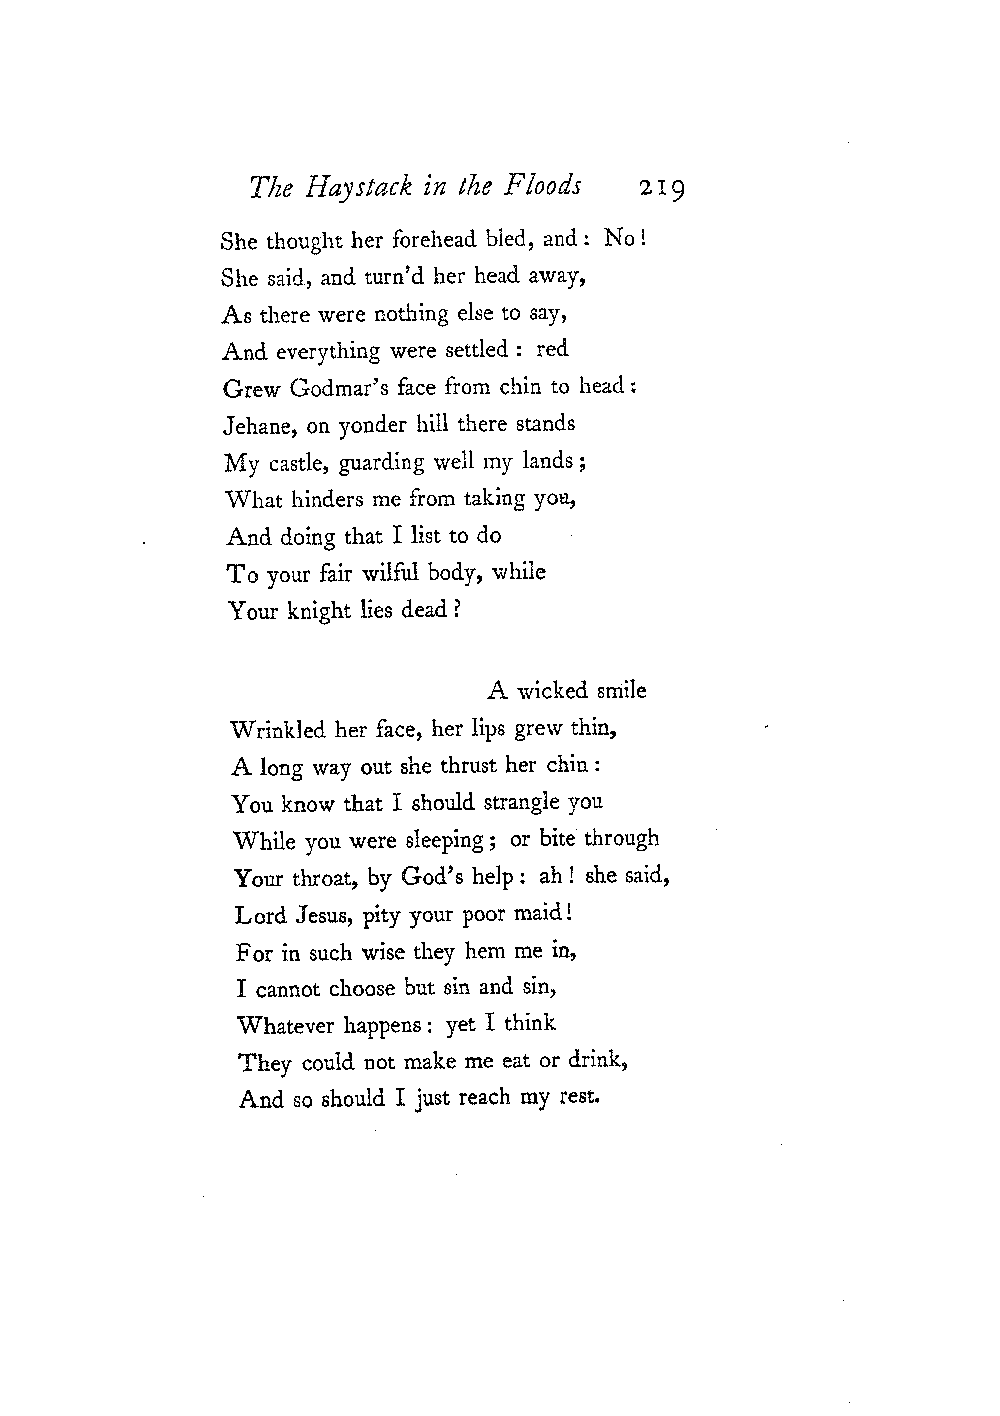 The Haystack in the Floods 219
She thought her forehead bled, and : No !
She said, and turn'd her head away,
As there were nothing else to say,
And everything were settled : red
Grew Godmar's face from chin to head :
Jehane, on yonder hill there stands
My castle, guarding well my lands ;
What hinders me from taking you,
And doing that I list to do
To your fair wilful body, while
Your knight lies dead ?
A wicked smile
Wrinkled her face, her lips grew thin,
A long way out she thrust her chin :
You know that I should strangle you
While you were sleeping ; or bite through
Your throat, by God's help : ah ! she said,
Lord Jesus, pity your poor maid !
For in such wise they hem me in,
I cannot choose but sin and sin,
Whatever happens : yet I think
They could not make me eat or drink,
And so should I just reach my rest.